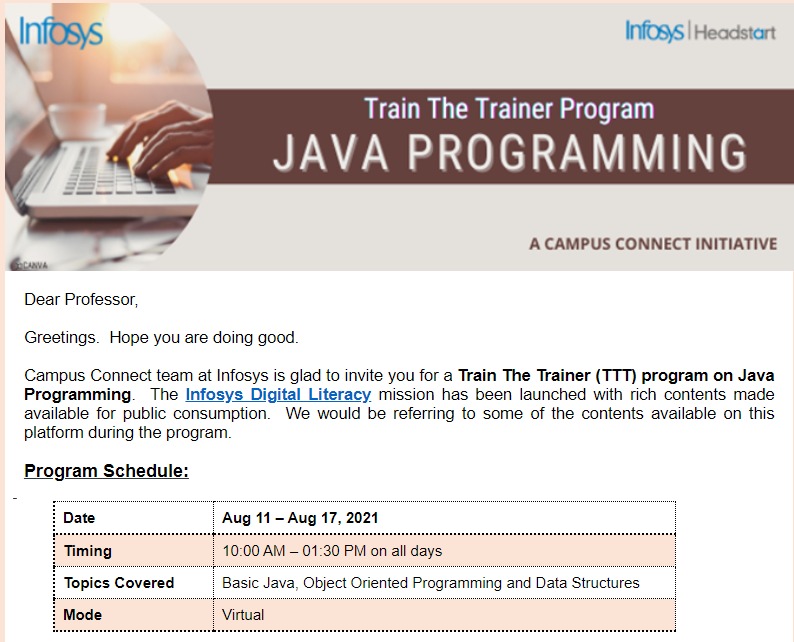 Infosys
Infosys | Headstart
Train The Trainer Program
JAVA PROGRAMMING
A CAMPUS CONNECT INITIATIVE
CANVA
Dear Professor,
Greetings.  Hope you are doing good.
Campus Connect team at Infosys is glad to invite you for a Train The Trainer (TTT) program on Java
Programming.  The Infosys Digital Literacy mission has been launched with rich contents made
available for public consumption.  We would be referring to some of the contents available on this
platform during the program.
Program Schedule:
Date Aug 11 – Aug 17, 2021
Timing 10:00 AM – 01:30 PM on all days
Topics Covered Basic Java, Object Oriented Programming and Data Structures
Mode Virtual